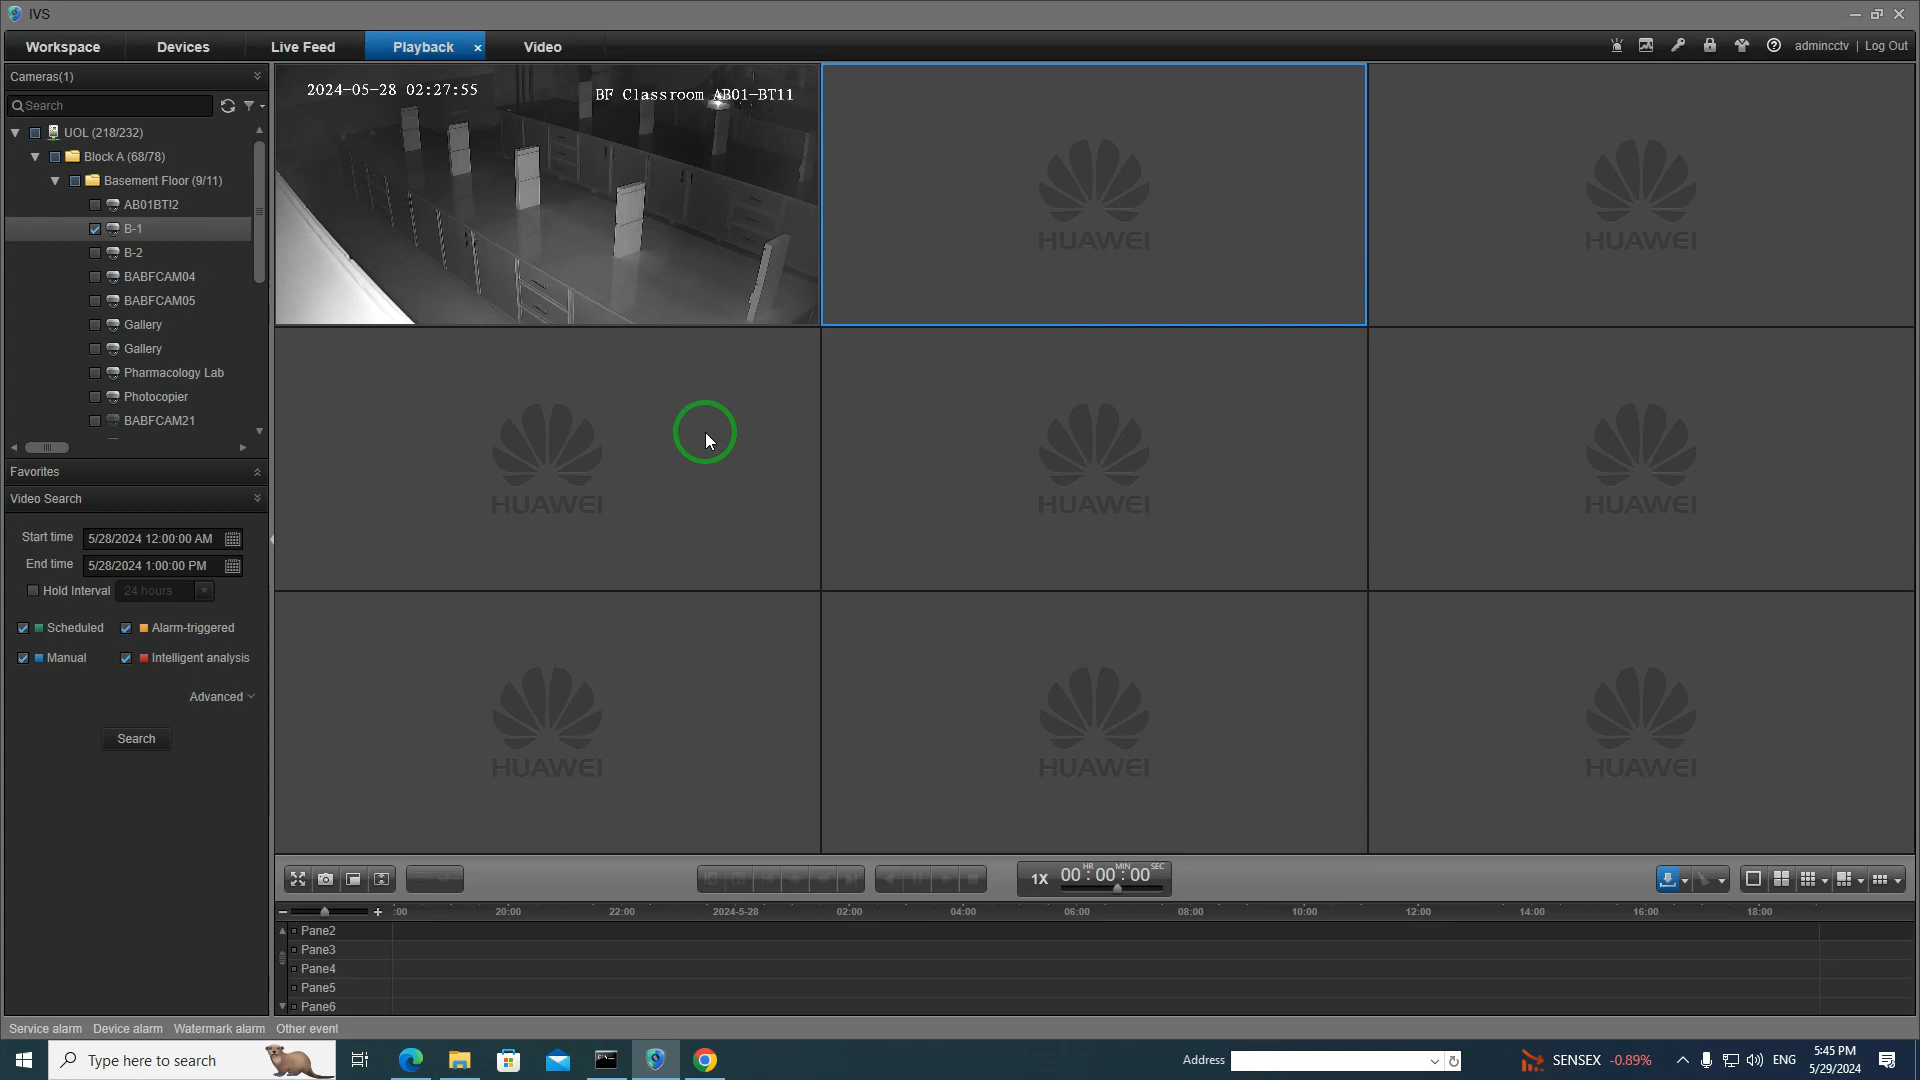 IVS
Workspace
Devices
Live Feed
Playback
Video
admincctv | Log Out
Cameras(1)
Search
UOL (218/232)
Block A (68/78)
Basement Floor (9/11)
AB01BT!2
B-1
B-2
BABFCAM04
BABFCAM05
Gallery
Gallery
Pharmacology Lab
Photocopier
BABFCAM21
Favorites
Video Search
Start time 5/28/2024 12:00:00 AM
End time 5/28/2024 1:00:00 PM
Hold Interval 24 hours
Scheduled
Alarm-triggered
Manual
Intelligent analysis
Advanced
Search
2024-05-28 02:27:55
BF Classroom AB01-BT11
HUAWEI
HUAWEI
HUAWEI
HUAWEI
HUAWEI
HUAWEI
HUAWEI
HUAWEI
HR MIN SEC
1X 00:00:00
:00 20:00 22:00 2024-5-28 02:00 04:00 06:00 08:00 10:00 12:00 14:00 16:00 18:00
Pane2
Pane3
Pane4
Pane5
Pane6
Service alarm Device alarm Watermark alarm Other event
Type here to search
Address
SENSEX -0.89%
ENG
5:45 PM
5/29/2024